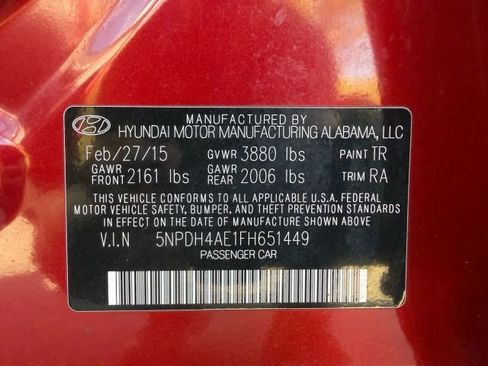 MANUFACTURED BY
HYUNDAI MOTOR MANUFACTURING ALABAMA, LLC
Feb/27/15 GVWR 3880 lbs PAINT TR
GAWR FRONT 2161 lbs GAWR REAR 2006 lbs TRIM RA
THIS VEHICLE CONFORMS TO ALL APPLICABLE U.S.A. FEDERAL
MOTOR VEHICLE SAFETY, BUMPER, AND THEFT PREVENTION STANDARDS
IN EFFECT ON THE DATE OF MANUFACTURE SHOWN ABOVE
V.I.N 5NPDH4AE1FH651449
PASSENGER CAR